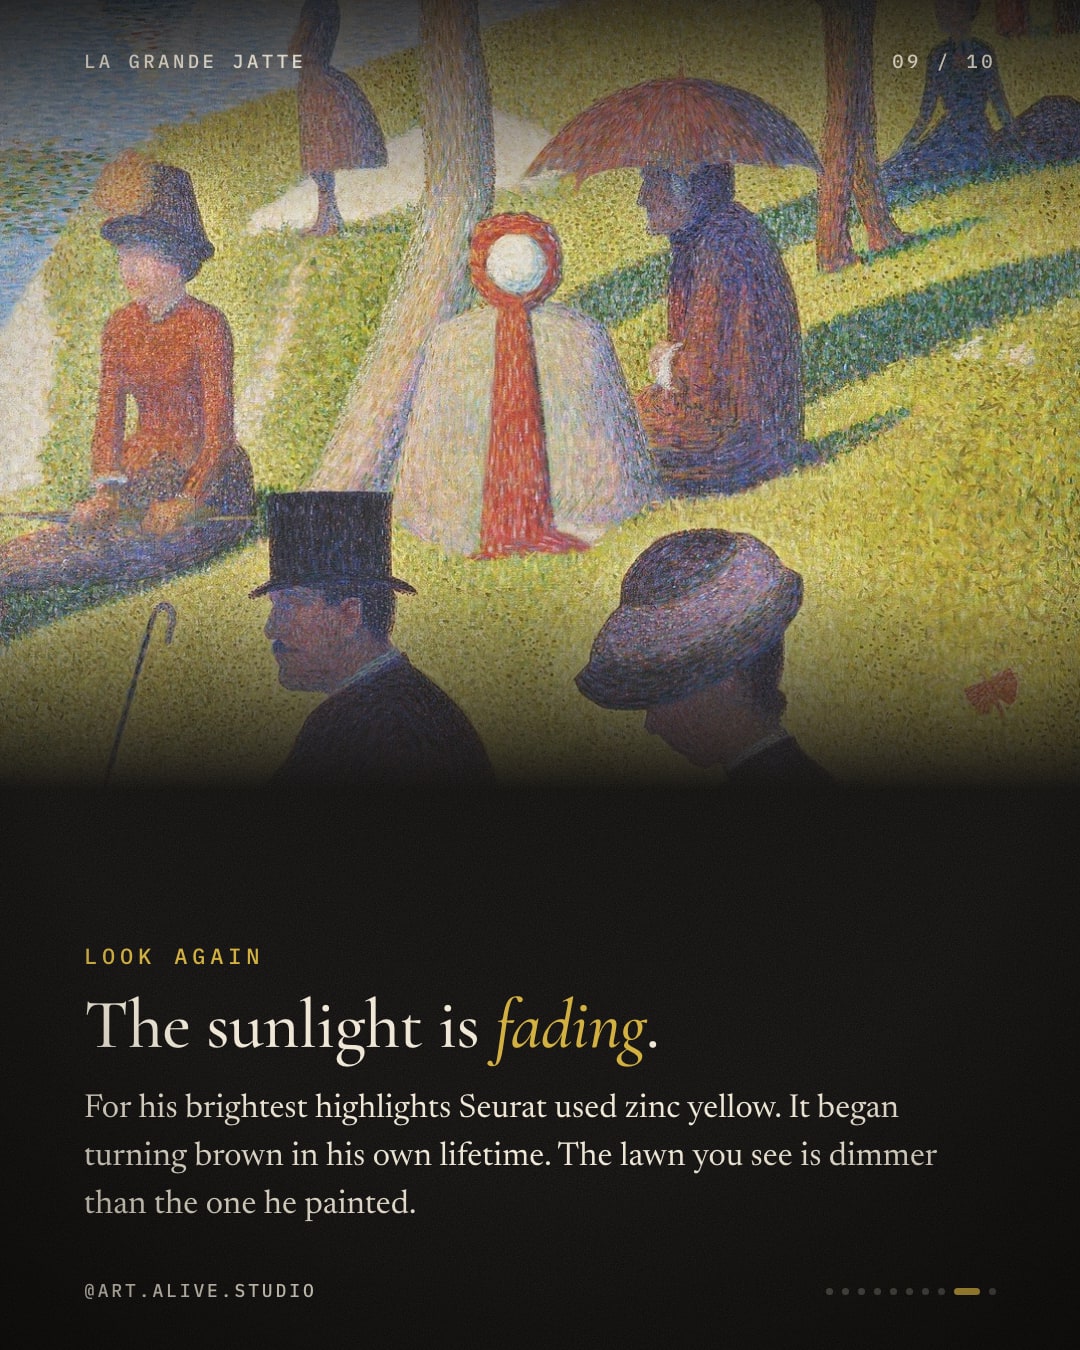 LA GRANDE JATTE
09 / 10
LOOK AGAIN
The sunlight is fading.
For his brightest highlights Seurat used zinc yellow. It began
turning brown in his own lifetime. The lawn you see is dimmer
than the one he painted.
@ART.ALIVE.STUDIO